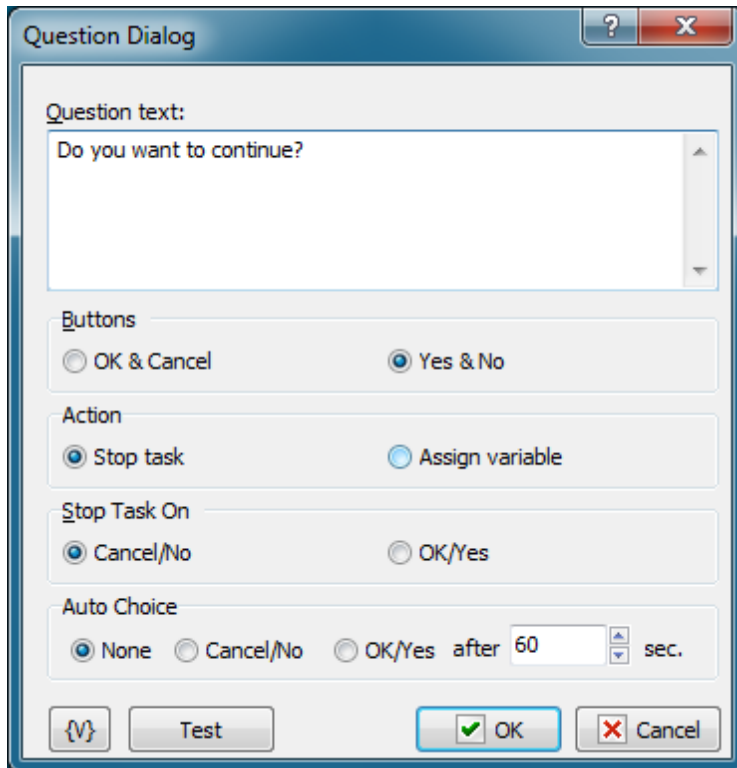 Question Dialog
?
Question text:
Do you want to continue?
Buttons
OK & Cancel Yes & No
Action
Stop task Assign variable
Stop Task On
Cancel/No OK/Yes
Auto Choice
None Cancel/No OK/Yes after 60 sec.
{V} Test OK Cancel